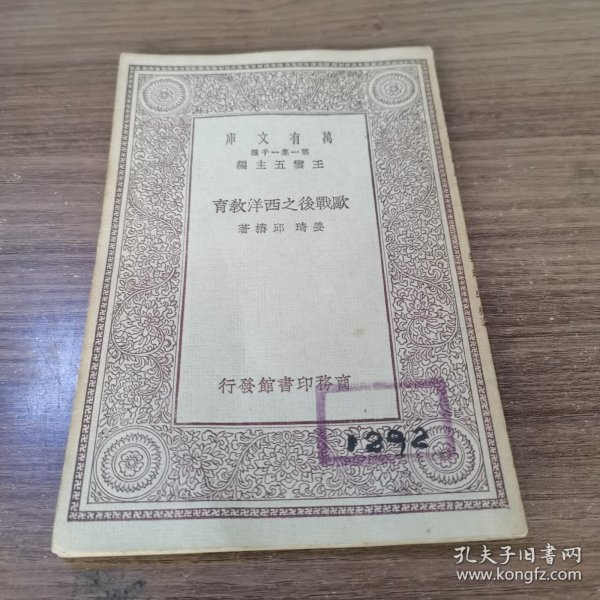 萬有文庫
第一集一千種
王雲五主編
歐戰後之西洋教育
姜琦 邱椿著
商務印書館發行
1292
孔夫子旧书网
www.kongfz.com